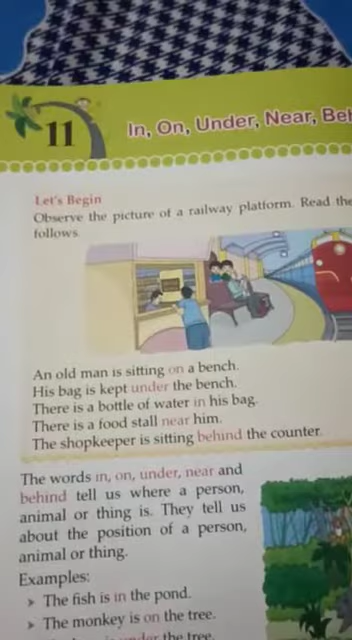 11
In, On, Under, Near,
Let's Begin
Observe the picture of a railway platform. Read the
follows.
An old man is sitting on a bench.
His bag is kept under the bench.
There is a bottle of water in his bag.
There is a food stall near him.
The shopkeeper is sitting behind the counter.
The words in, on, under, near and
behind tell us where a person,
animal or thing is. They tell us
about the position of a person,
animal or thing.
Examples:
➤ The fish is in the pond.
➤ The monkey is on the tree.
under the tree.